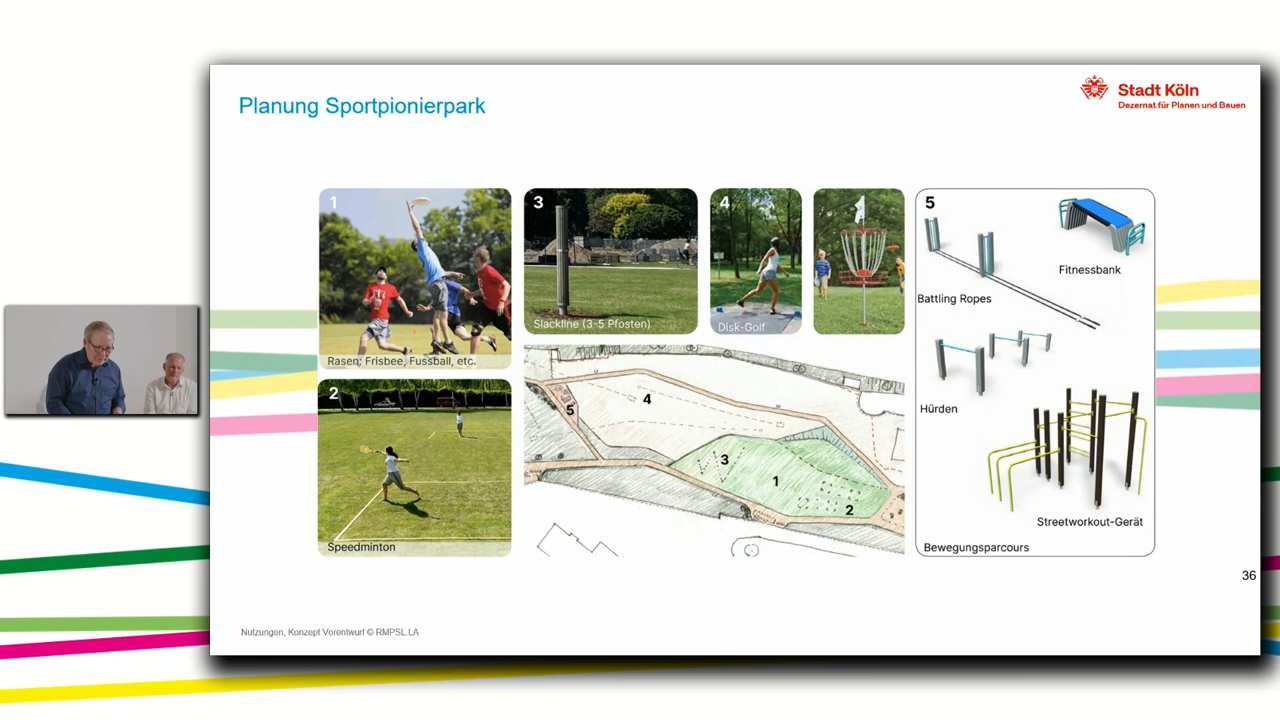 Planung Sportpionierpark
Stadt Köln
Dezernat für Planen und Bauen
1
Rasen: Frisbee, Fussball, etc.
2
Speedminton
3
Slackline (3-5 Pfosten)
4
Disk-Golf
5
4
3
1
2
5
Fitnessbank
Battling Ropes
Hürden
Streetworkout-Gerät
Bewegungsparcours
36
Nutzungen, Konzept Vorentwurf © RMPSL.LA